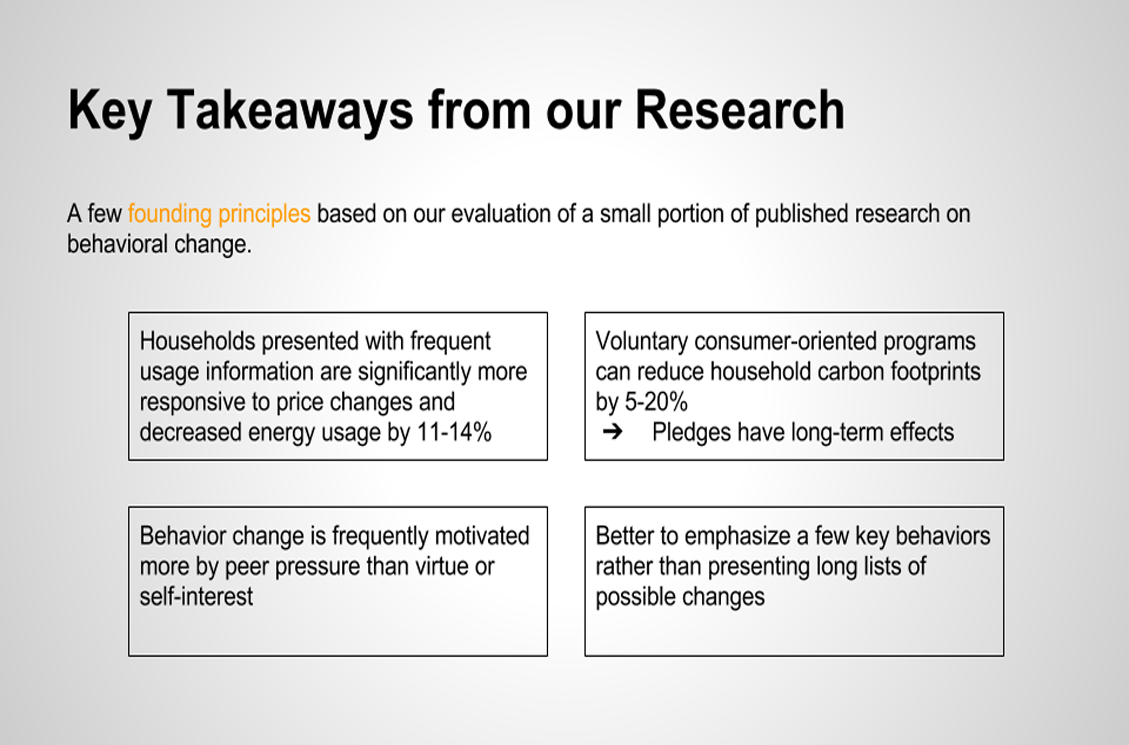 Key Takeaways from our Research
A few founding principles based on our evaluation of a small portion of published research on
behavioral change.
Households presented with frequent
usage information are significantly more
responsive to price changes and
decreased energy usage by 11-14%
Voluntary consumer-oriented programs
can reduce household carbon footprints
by 5-20%
➔ Pledges have long-term effects
Behavior change is frequently motivated
more by peer pressure than virtue or
self-interest
Better to emphasize a few key behaviors
rather than presenting long lists of
possible changes